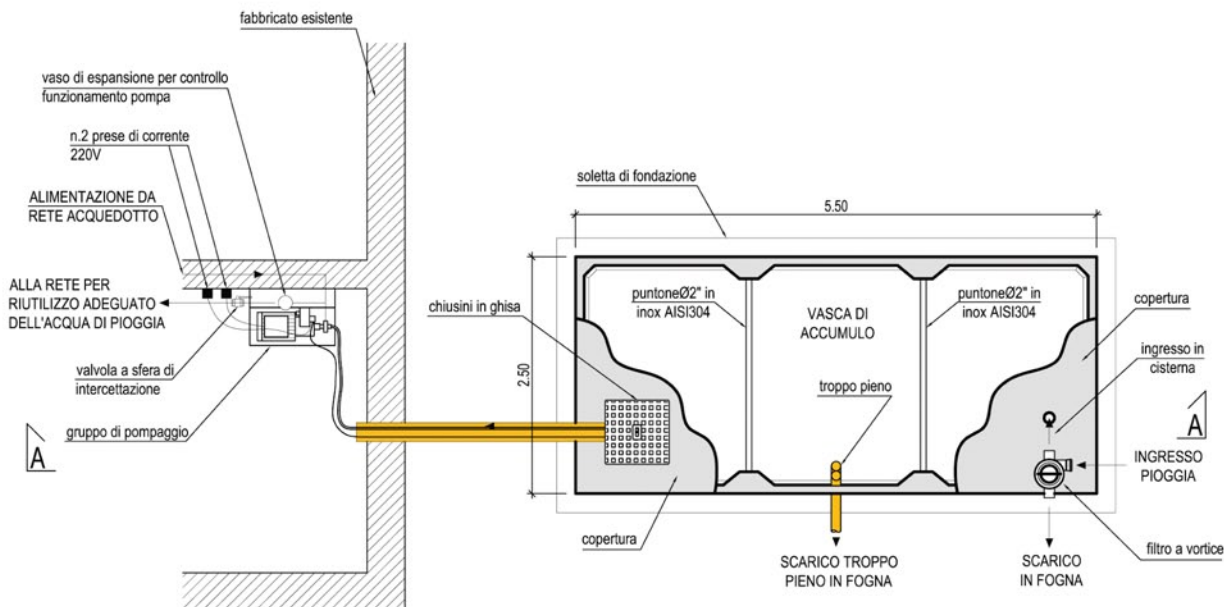 fabbricato esistente
vaso di espansione per controllo
funzionamento pompa
n.2 prese di corrente
220V
ALIMENTAZIONE DA
RETE ACQUEDOTTO
ALLA RETE PER
RIUTILIZZO ADEGUATO
DELL'ACQUA DI PIOGGIA
valvola a sfera di
intercettazione
gruppo di pompaggio
A
soletta di fondazione
5.50
2.50
chiusini in ghisa
puntoneØ2" in
inox AISI304
VASCA DI
ACCUMULO
puntoneØ2" in
inox AISI304
copertura
ingresso in
cisterna
troppo pieno
A
INGRESSO
PIOGGIA
copertura
SCARICO TROPPO
PIENO IN FOGNA
SCARICO
IN FOGNA
filtro a vortice